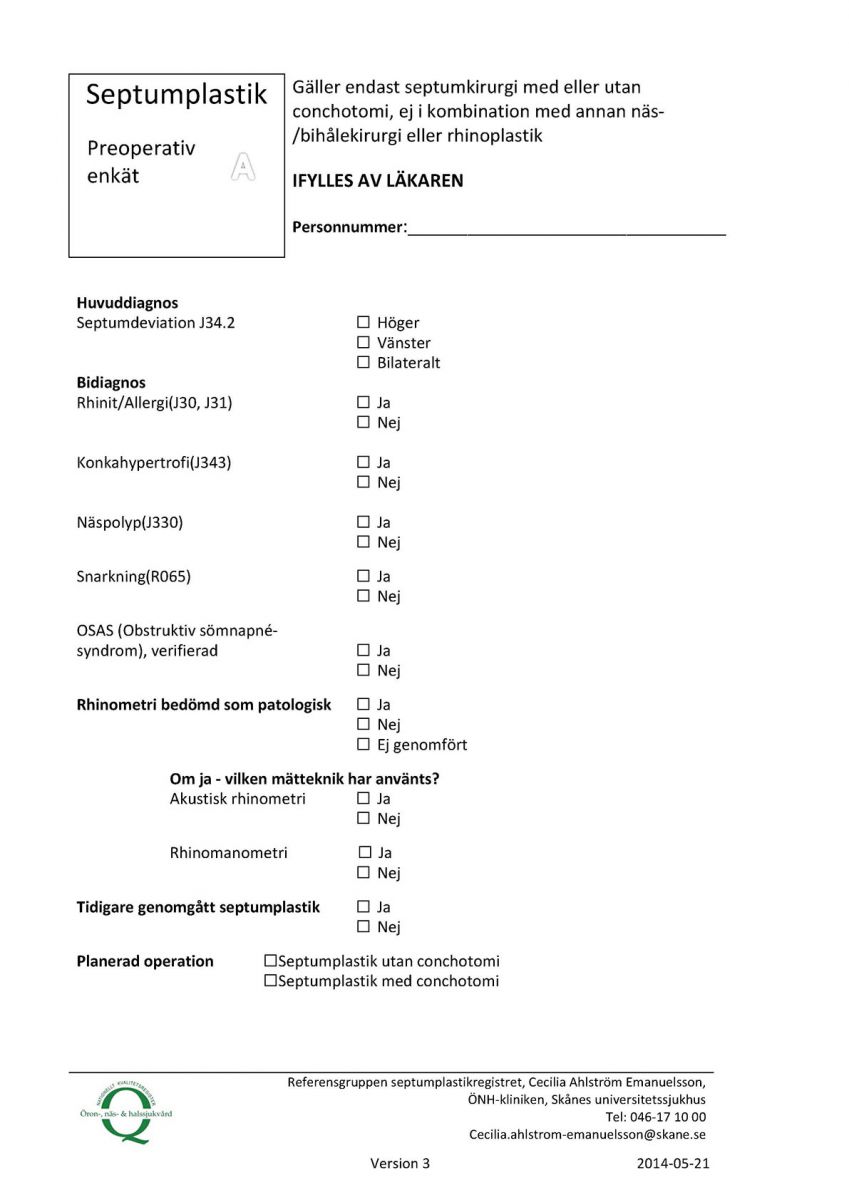 Septumplastik
Preoperativ
enkät
A
Gäller endast septumkirurgi med eller utan
conchotomi, ej i kombination med annan näs-
/bihålekirurgi eller rhinoplastik
IFYLLES AV LÄKAREN
Personnummer:
Huvuddiagnos
Septumdeviation J34.2
☐ Höger
☐ Vänster
☐ Bilateralt
Bidiagnos
Rhinit/Allergi(J30, J31)
☐ Ja
☐ Nej
Konkahypertrofi(J343)
☐ Ja
☐ Nej
Näspolyp(J330)
☐ Ja
☐ Nej
Snarkning(R065)
☐ Ja
☐ Nej
OSAS (Obstruktiv sömnapné-
syndrom), verifierad
☐ Ja
☐ Nej
Rhinometri bedömd som patologisk
☐ Ja
☐ Nej
☐ Ej genomfört
Om ja - vilken mätteknik har använts?
Akustisk rhinometri
☐ Ja
☐ Nej
Rhinomanometri
☐ Ja
☐ Nej
Tidigare genomgått septumplastik
☐ Ja
☐ Nej
Planerad operation
☐Septumplastik utan conchotomi
☐Septumplastik med conchotomi
NATIONELLT KVALITETSREGISTER
Öron-, näs- & halssjukvård
Referensgruppen septumplastikregistret, Cecilia Ahlström Emanuelsson,
ÖNH-kliniken, Skånes universitetssjukhus
Tel: 046-17 10 00
Cecilia.ahlstrom-emanuelsson@skane.se
Version 3
2014-05-21